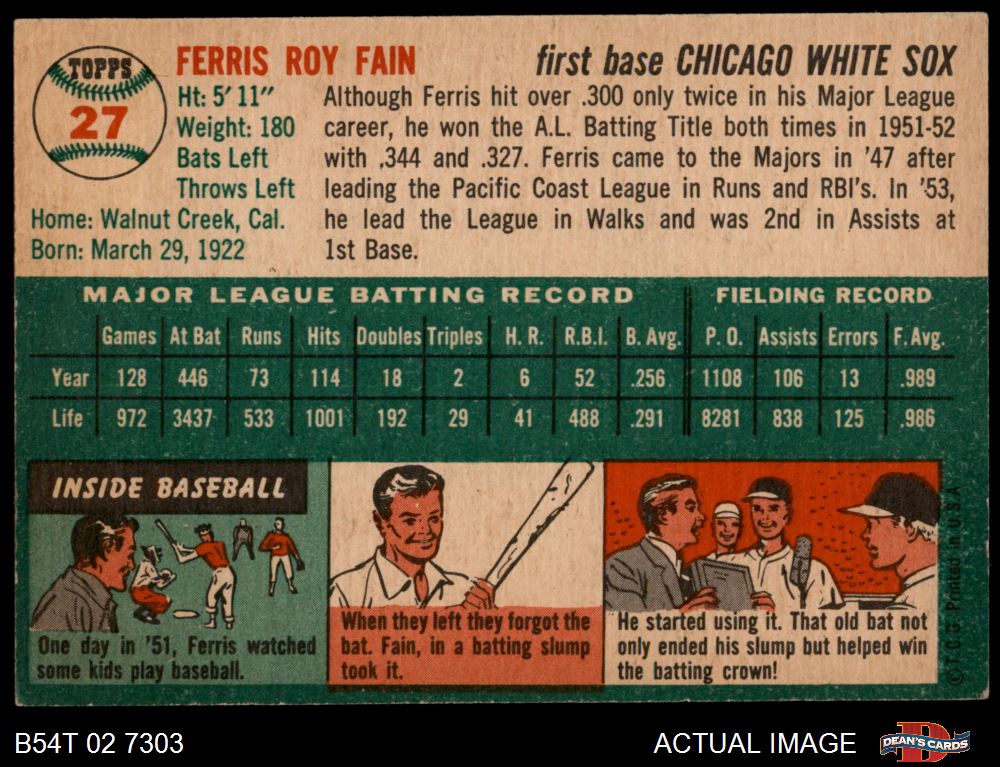 TOPPS
27
FERRIS ROY FAIN
first base CHICAGO WHITE SOX
Ht: 5' 11"
Weight: 180
Bats Left
Throws Left
Home: Walnut Creek, Cal.
Born: March 29, 1922
Although Ferris hit over .300 only twice in his Major League
career, he won the A.L. Batting Title both times in 1951-52
with .344 and .327. Ferris came to the Majors in '47 after
leading the Pacific Coast League in Runs and RBI's. In '53,
he lead the League in Walks and was 2nd in Assists at
1st Base.
MAJOR LEAGUE BATTING RECORD FIELDING RECORD
Games At Bat Runs Hits Doubles Triples H. R. R.B.I. B. Avg. P. O. Assists Errors F. Avg.
Year 128 446 73 114 18 2 6 52 .256 1108 106 13 .989
Life 972 3437 533 1001 192 29 41 488 .291 8281 838 125 .986
INSIDE BASEBALL
One day in '51, Ferris watched
some kids play baseball.
When they left they forgot the
bat. Fain, in a batting slump
took it.
He started using it. That old bat not
only ended his slump but helped win
the batting crown!
© T.C.G. Printed in U.S.A.
B54T 02 7303
ACTUAL IMAGE
D
DEAN'S CARDS